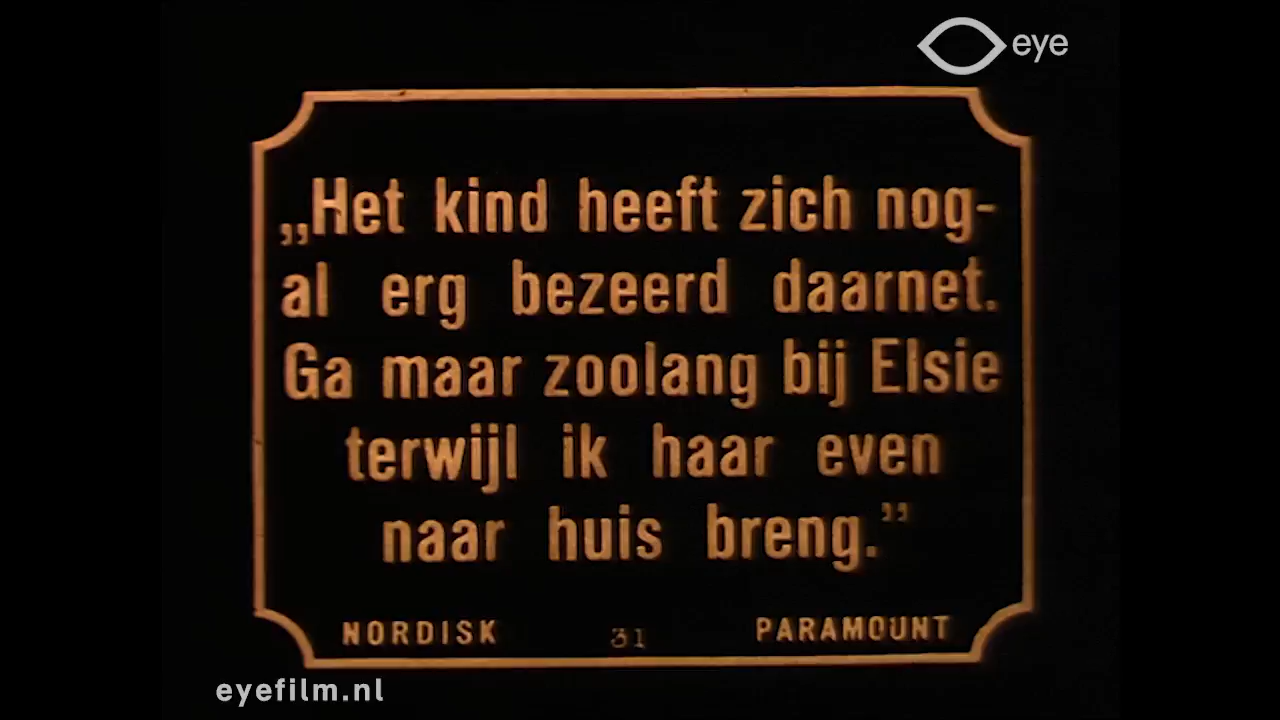 eye
„Het kind heeft zich nog-
al erg bezeerd daarnet.
Ga maar zoolang bij Elsie
terwijl ik haar even
naar huis breng.”
NORDISK 31 PARAMOUNT
eyefilm.nl